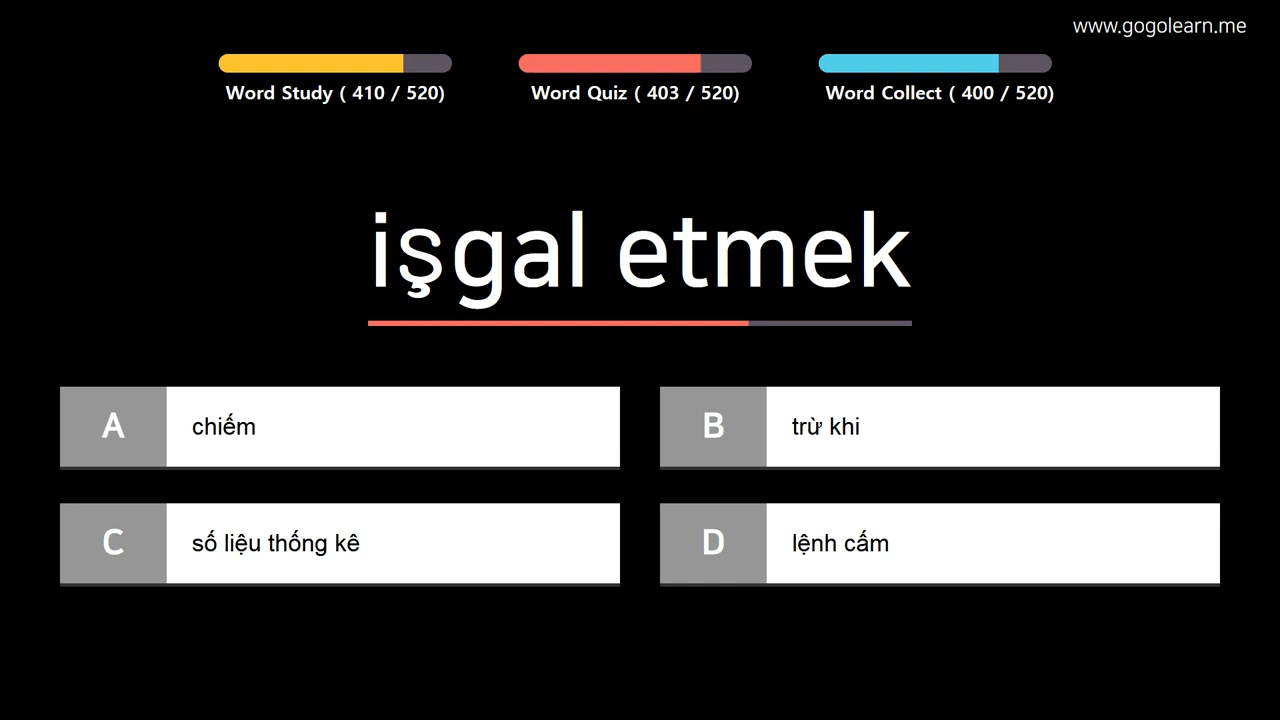 www.gogolearn.me
Word Study ( 410 / 520)
Word Quiz ( 403 / 520)
Word Collect ( 400 / 520)
işgal etmek
A chiếm
B trừ khi
C số liệu thống kê
D lệnh cấm